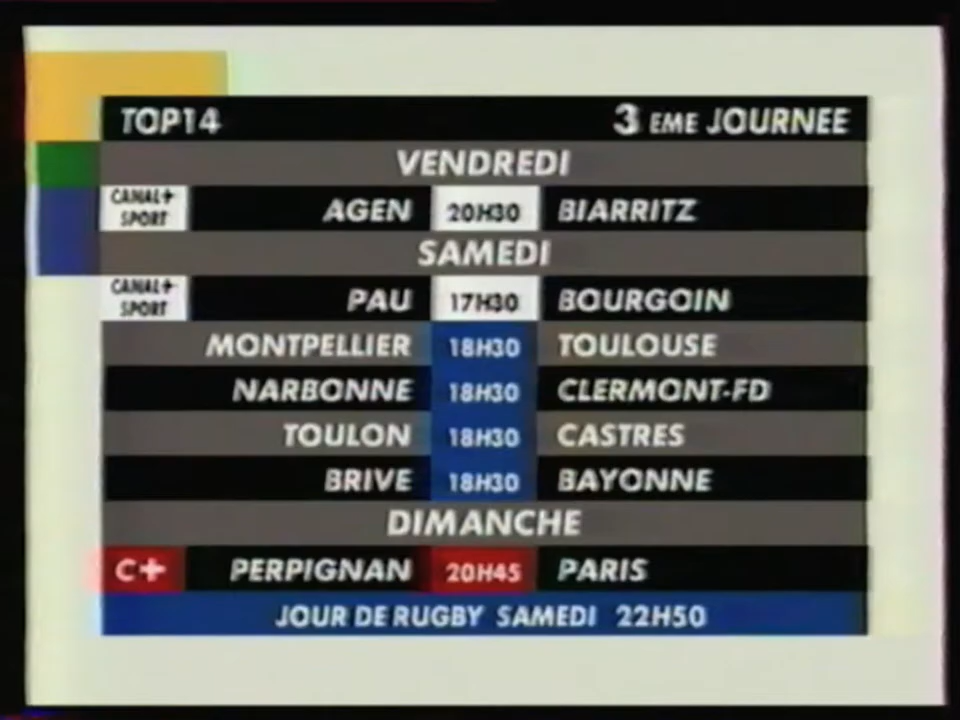 TOP14 3 EME JOURNEE
VENDREDI
CANAL+ SPORT AGEN 20H30 BIARRITZ
SAMEDI
CANAL+ SPORT PAU 17H30 BOURGOIN
MONTPELLIER 18H30 TOULOUSE
NARBONNE 18H30 CLERMONT-FD
TOULON 18H30 CASTRES
BRIVE 18H30 BAYONNE
DIMANCHE
C+ PERPIGNAN 20H45 PARIS
JOUR DE RUGBY SAMEDI 22H50